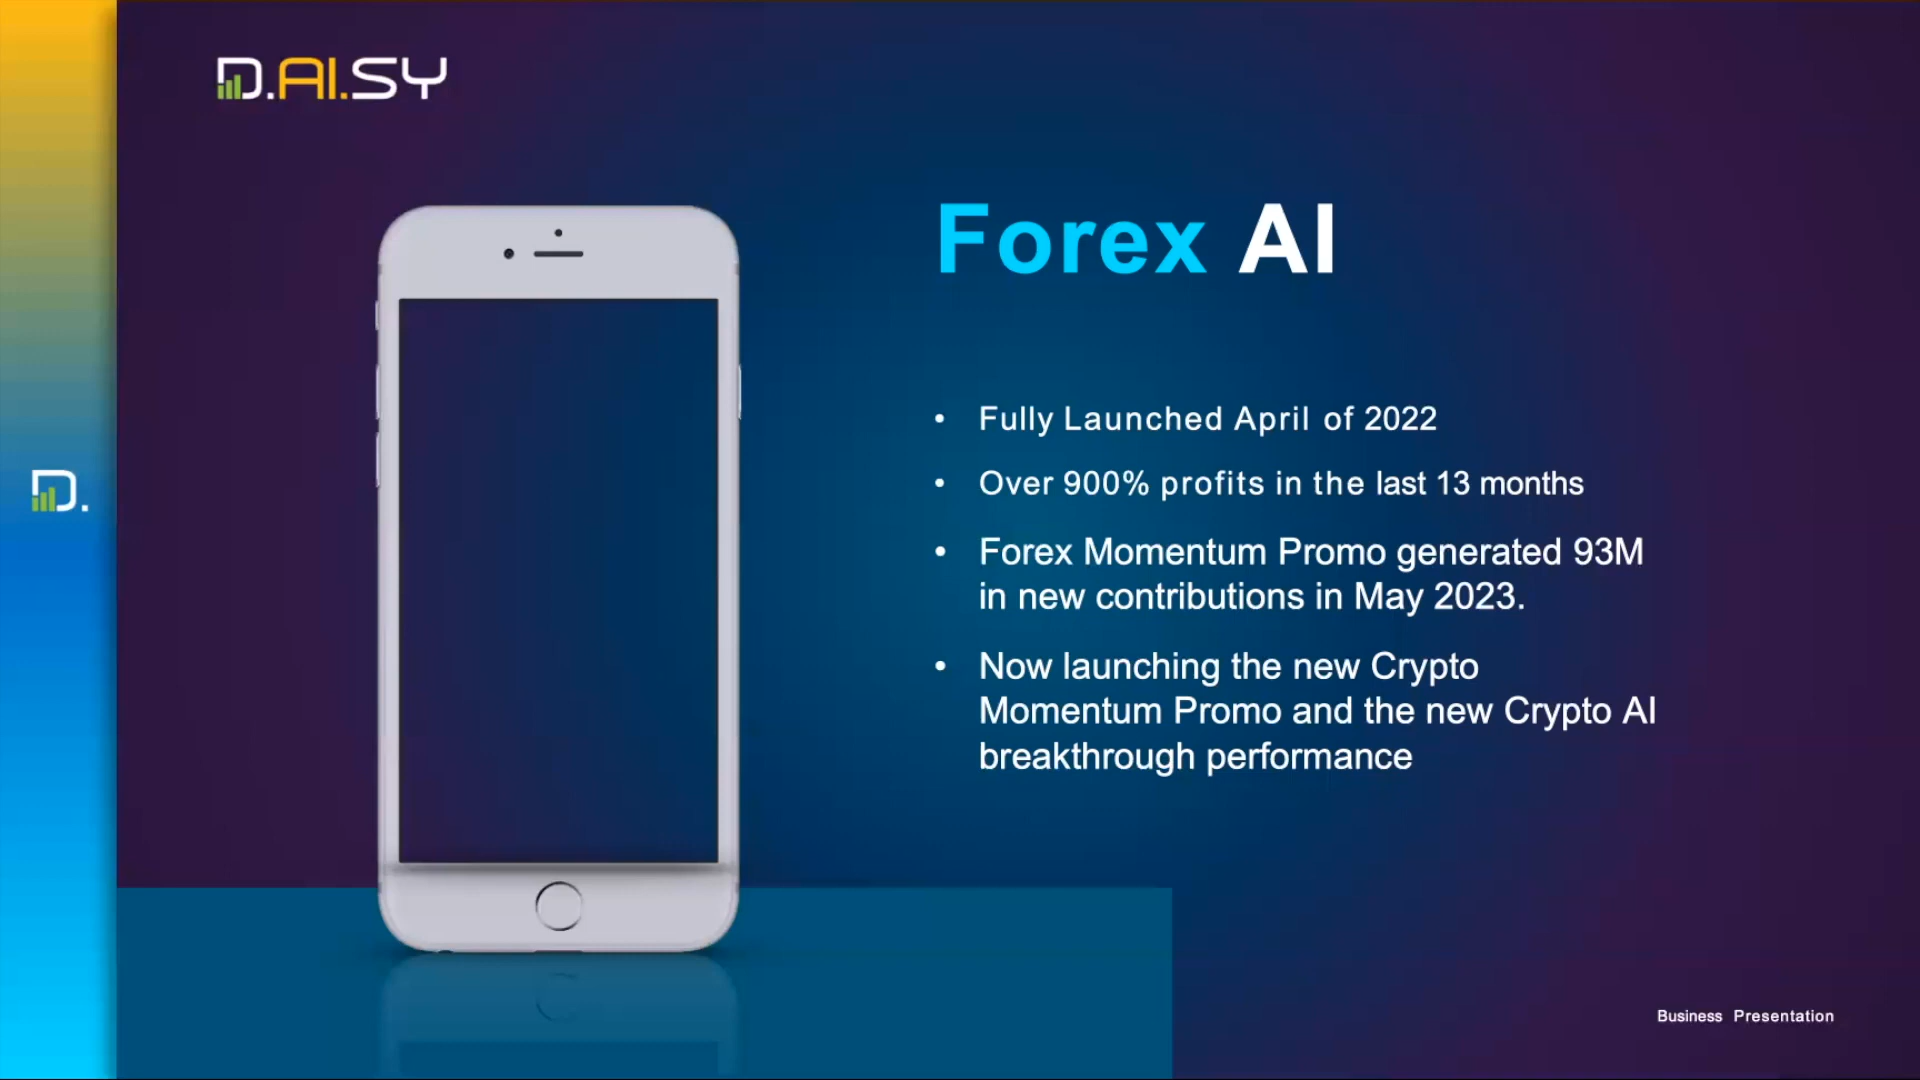 D.AI.SY
Forex AI
• Fully Launched April of 2022
• Over 900% profits in the last 13 months
• Forex Momentum Promo generated 93M
in new contributions in May 2023.
• Now launching the new Crypto
Momentum Promo and the new Crypto AI
breakthrough performance
D.
Business Presentation